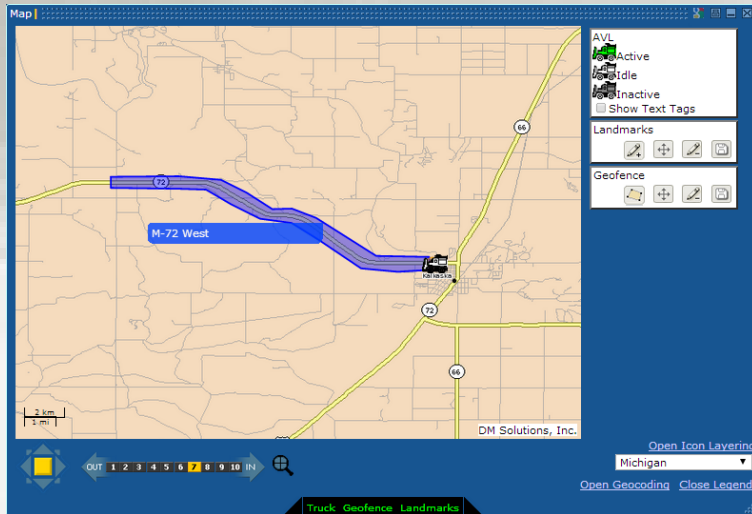 Map
AVL
Active
Idle
Inactive
Show Text Tags
Landmarks
Geofence
66
72
M-72 West
Kalkaska
72
66
2 km
1 mi
DM Solutions, Inc.
OUT 1 2 3 4 5 6 7 8 9 10 IN
Open Icon Layering
Michigan
Open Geocoding Close Legend
Truck Geofence Landmarks